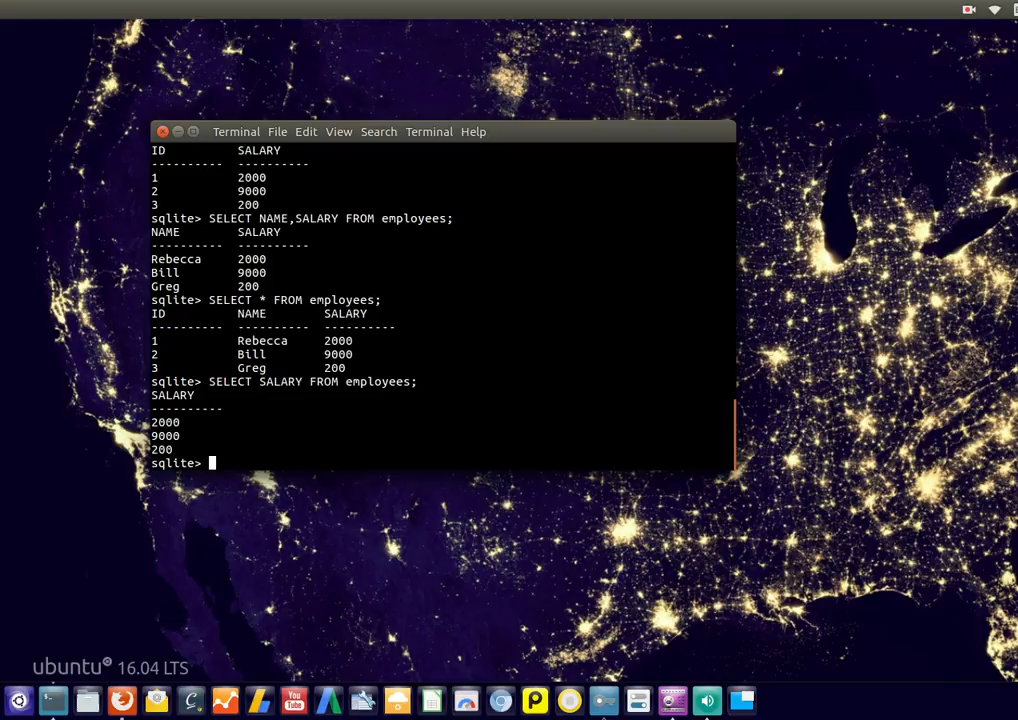 Terminal File Edit View Search Terminal Help
ID SALARY
---------- ----------
1 2000
2 9000
3 200
sqlite> SELECT NAME,SALARY FROM employees;
NAME SALARY
---------- ----------
Rebecca 2000
Bill 9000
Greg 200
sqlite> SELECT * FROM employees;
ID NAME SALARY
---------- ---------- ----------
1 Rebecca 2000
2 Bill 9000
3 Greg 200
sqlite> SELECT SALARY FROM employees;
SALARY
----------
2000
9000
200
sqlite>
ubuntu® 16.04 LTS
You Tube